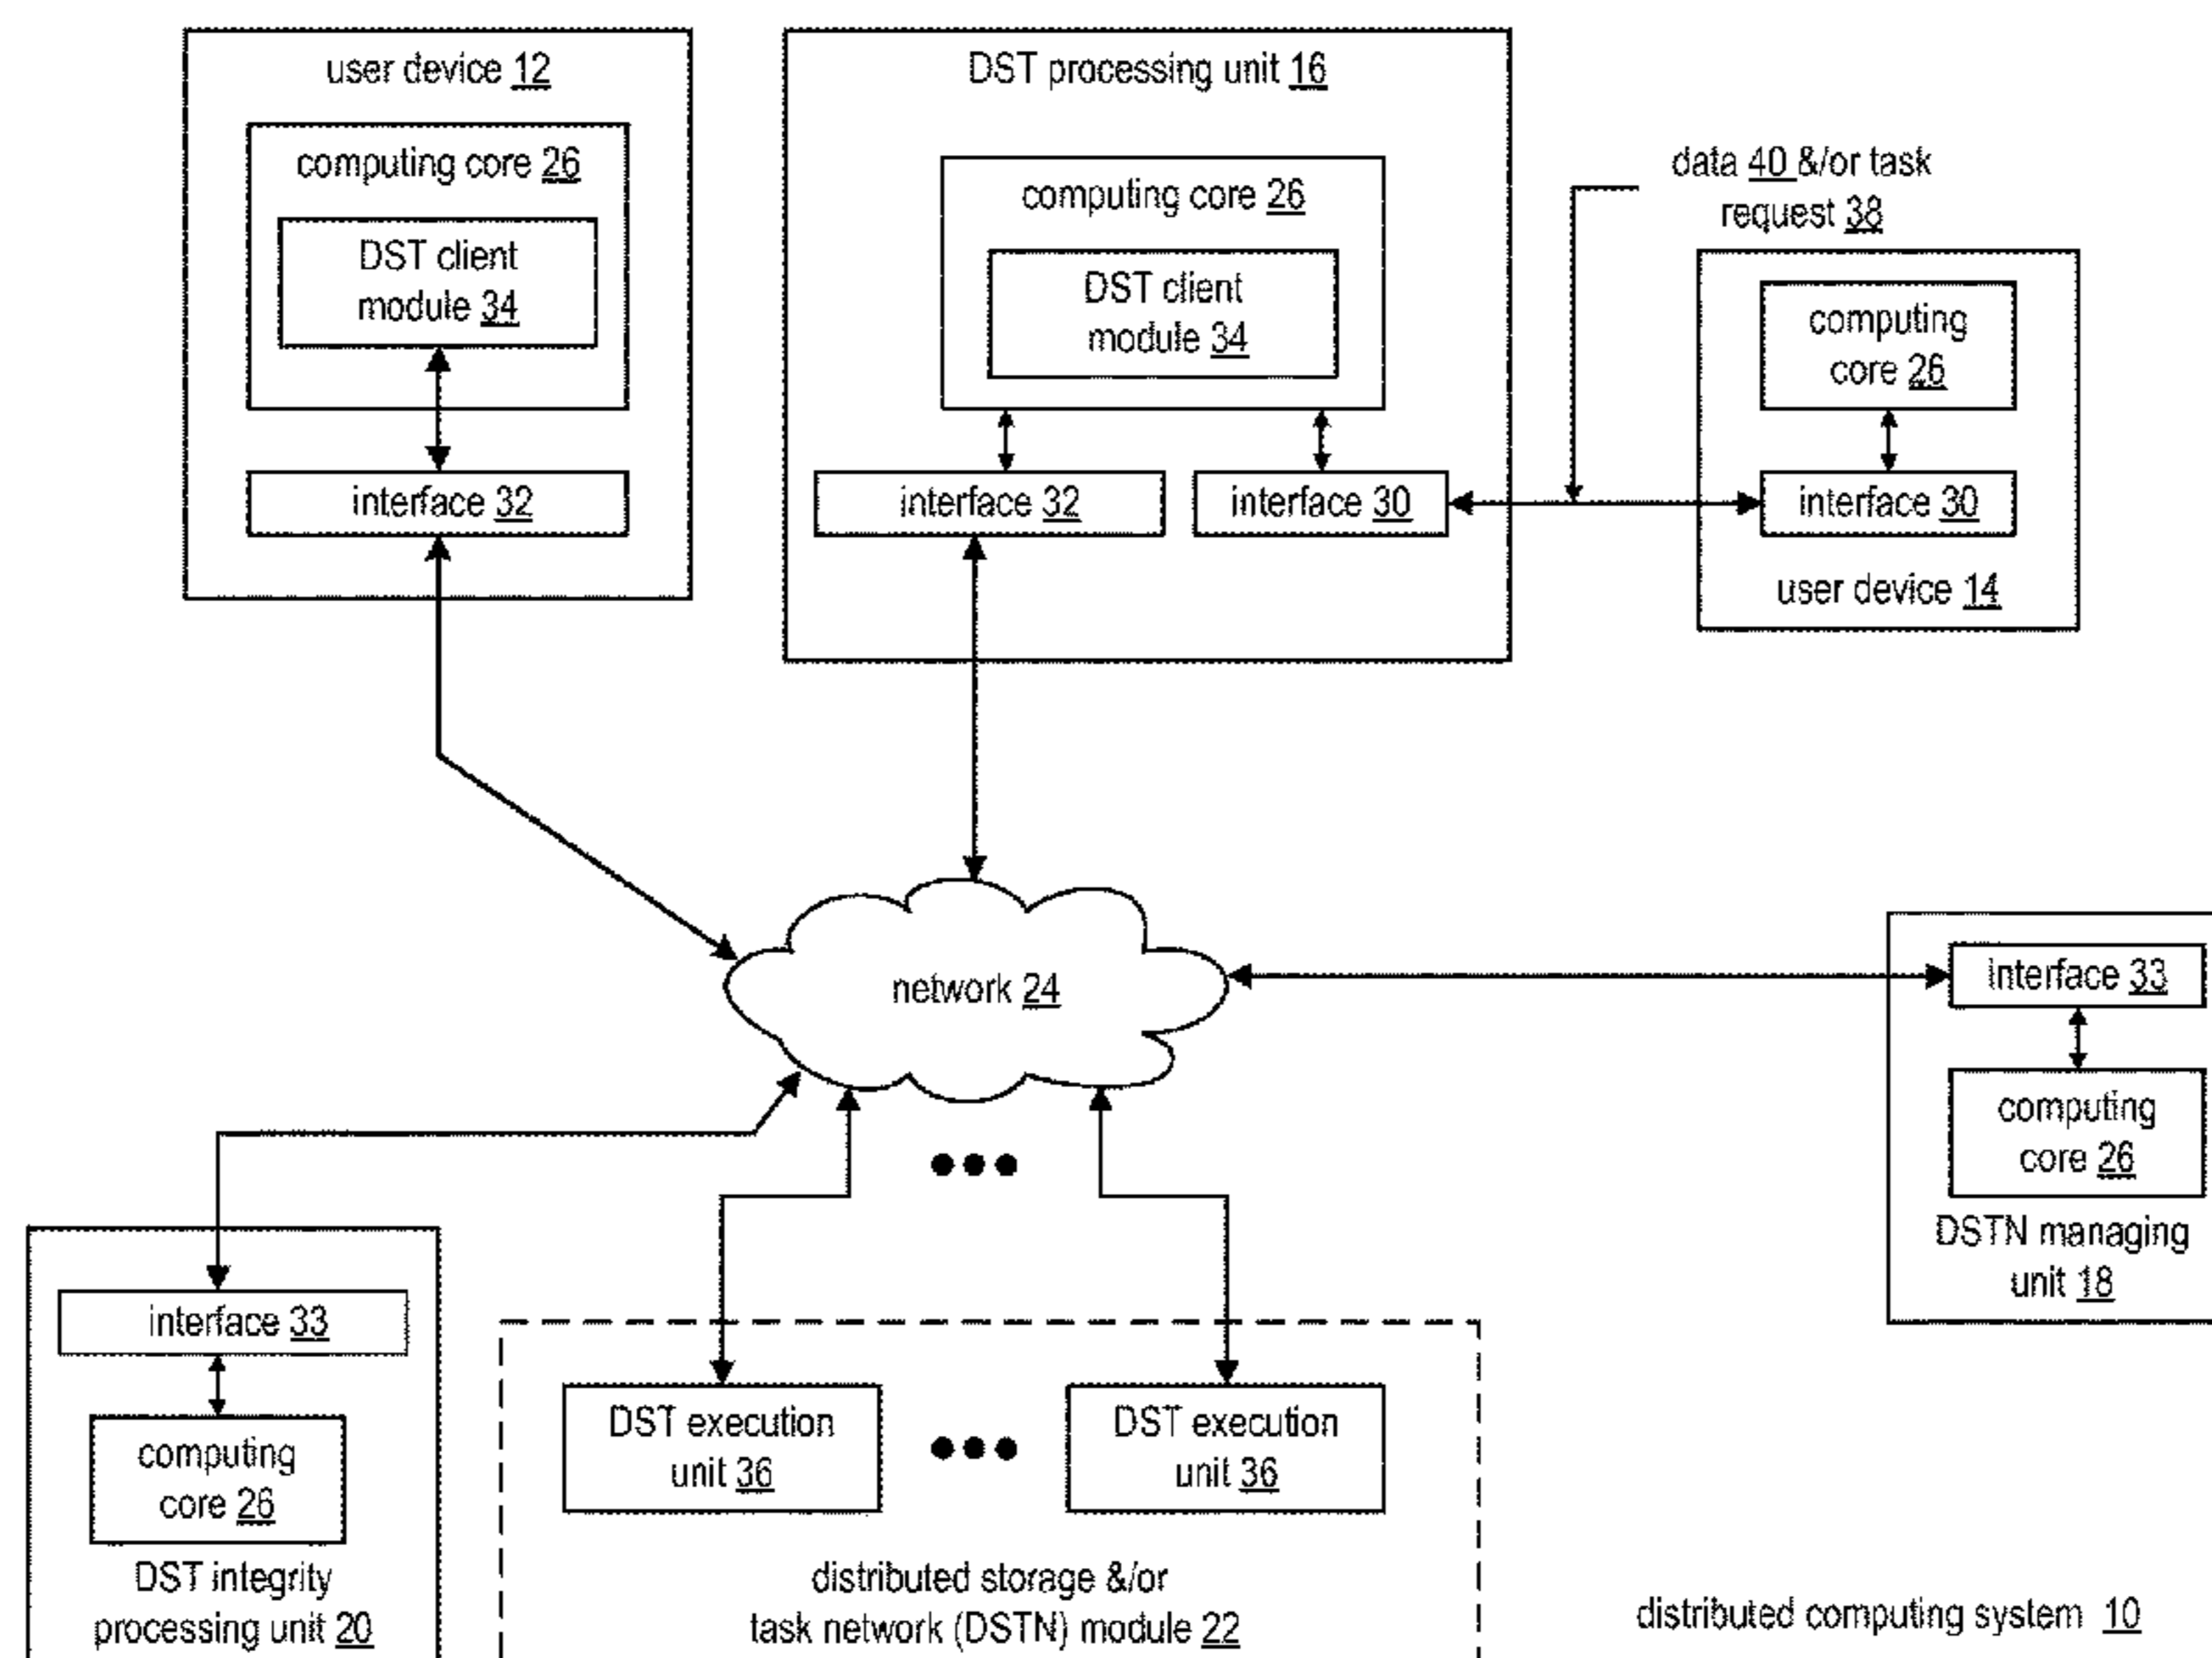 user device 12
computing core 26
DST client
module 34
interface 32
DST processing unit 16
computing core 26
DST client
module 34
interface 32
interface 30
data 40 &/or task
request 38
computing
core 26
interface 30
user device 14
network 24
interface 33
computing
core 26
DSTN managing
unit 18
interface 33
computing
core 26
DST integrity
processing unit 20
DST execution
unit 36
DST execution
unit 36
distributed storage &/or
task network (DSTN) module 22
distributed computing system 10